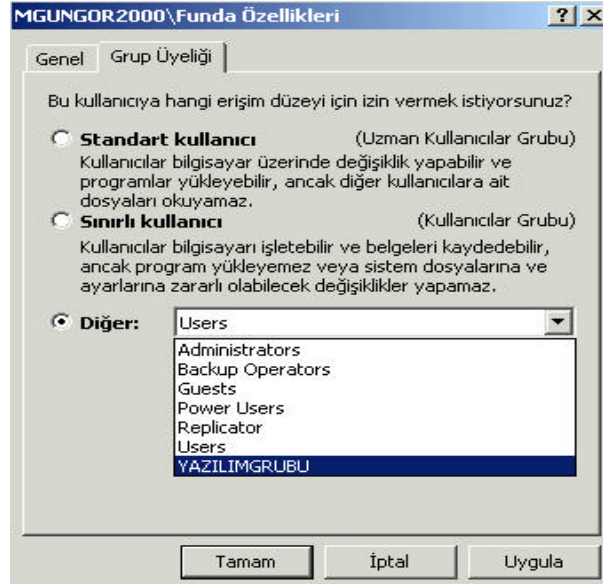 MGUNGOR2000\Funda Özellikleri
Genel
Grup Üyeliği
Bu kullanıcıya hangi erişim düzeyi için izin vermek istiyorsunuz?
Standart kullanıcı (Uzman Kullanıcılar Grubu)
Kullanıcılar bilgisayar üzerinde değişiklik yapabilir ve
programlar yükleyebilir, ancak diğer kullanıcılara ait
dosyaları okuyamaz.
Sınırlı kullanıcı (Kullanıcılar Grubu)
Kullanıcılar bilgisayarı işletebilir ve belgeleri kaydedebilir,
ancak program yükleyemez veya sistem dosyalarına ve
ayarlarına zararlı olabilecek değişiklikler yapamaz.
Diğer: Users
Administrators
Backup Operators
Guests
Power Users
Replicator
Users
YAZILIMGRUBU
Tamam İptal Uygula